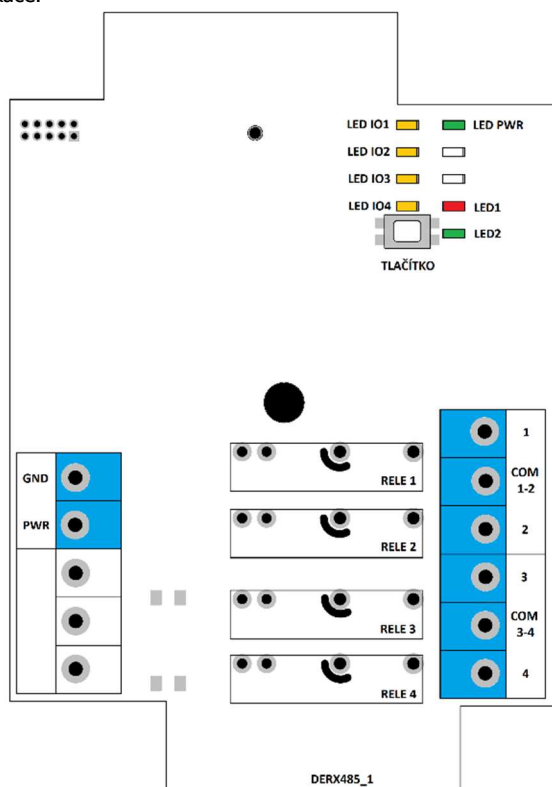 LED IO1
LED PWR
LED IO2
LED IO3
LED IO4
LED1
LED2
TLAČÍTKO
1
COM
1-2
2
3
COM
3-4
4
GND
PWR
RELE 1
RELE 2
RELE 3
RELE 4
DERX485_1